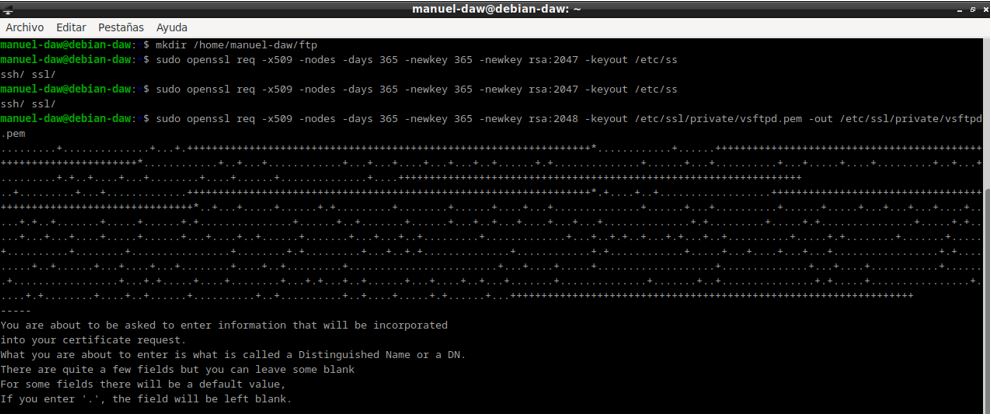 manuel-daw@debian-daw: ~
Archivo Editar Pestañas Ayuda
manuel-daw@debian-daw: $ mkdir /home/manuel-daw/ftp
manuel-daw@debian-daw: $ sudo openssl req -x509 -nodes -days 365 -newkey 365 -newkey rsa:2047 -keyout /etc/ss
ssh/ ssl/
manuel-daw@debian-daw: $ sudo openssl req -x509 -nodes -days 365 -newkey 365 -newkey rsa:2047 -keyout /etc/ss
ssh/ ssl/
manuel-daw@debian-daw: $ sudo openssl req -x509 -nodes -days 365 -newkey 365 -newkey rsa:2048 -keyout /etc/ssl/private/vsftpd.pem -out /etc/ssl/private/vsftpd
.pem
-----
You are about to be asked to enter information that will be incorporated
into your certificate request.
What you are about to enter is what is called a Distinguished Name or a DN.
There are quite a few fields but you can leave some blank
For some fields there will be a default value,
If you enter '.', the field will be left blank.